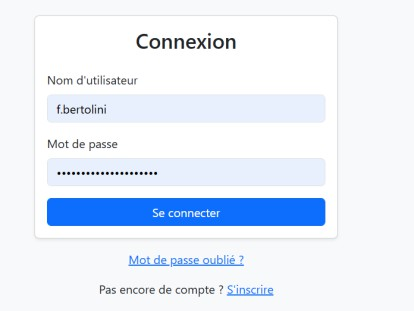 Connexion
Nom d'utilisateur
f.bertolini
Mot de passe
•••••••••••••••••••••
Se connecter
Mot de passe oublié ?
Pas encore de compte ? S'inscrire